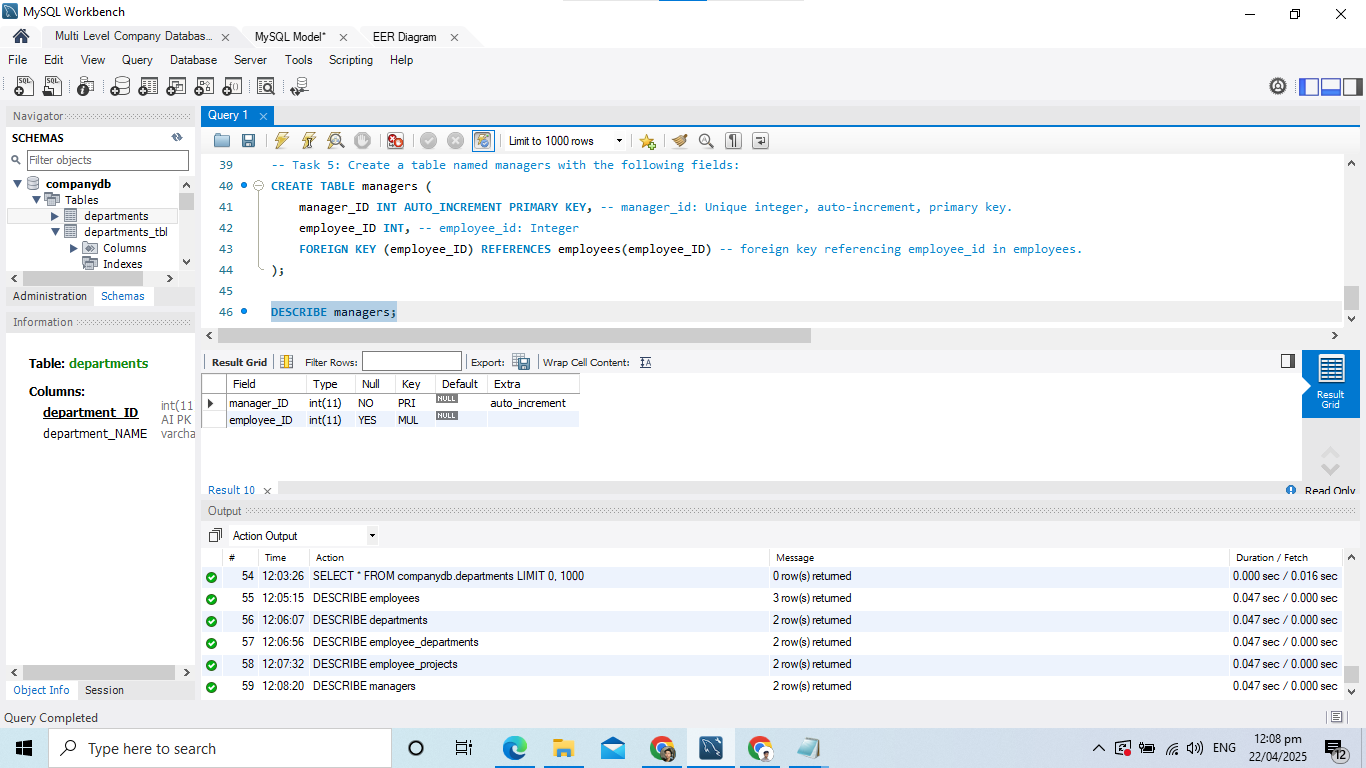 MySQL Workbench
Multi Level Company Databas...
MySQL Model*
EER Diagram
File Edit View Query Database Server Tools Scripting Help
Navigator
SCHEMAS
Filter objects
companydb
Tables
departments
departments_tbl
Columns
Indexes
Administration Schemas
Information
Table: departments
Columns:
department_ID int(11
AI PK
department_NAME varcha
Object Info Session
Query 1
Limit to 1000 rows
39 -- Task 5: Create a table named managers with the following fields:
40 CREATE TABLE managers (
41 manager_ID INT AUTO_INCREMENT PRIMARY KEY, -- manager_id: Unique integer, auto-increment, primary key.
42 employee_ID INT, -- employee_id: Integer
43 FOREIGN KEY (employee_ID) REFERENCES employees(employee_ID) -- foreign key referencing employee_id in employees.
44 );
45
46 DESCRIBE managers;
Result Grid Filter Rows: Export: Wrap Cell Content:
Field Type Null Key Default Extra
manager_ID int(11) NO PRI NULL auto_increment
employee_ID int(11) YES MUL NULL
Result
Grid
Result 10
Read Only
Output
Action Output
# Time Action Message Duration / Fetch
54 12:03:26 SELECT * FROM companydb.departments LIMIT 0, 1000 0 row(s) returned 0.000 sec / 0.016 sec
55 12:05:15 DESCRIBE employees 3 row(s) returned 0.047 sec / 0.000 sec
56 12:06:07 DESCRIBE departments 2 row(s) returned 0.047 sec / 0.000 sec
57 12:06:56 DESCRIBE employee_departments 2 row(s) returned 0.047 sec / 0.000 sec
58 12:07:32 DESCRIBE employee_projects 2 row(s) returned 0.047 sec / 0.000 sec
59 12:08:20 DESCRIBE managers 2 row(s) returned 0.047 sec / 0.000 sec
Query Completed
Type here to search
ENG
12:08 pm
22/04/2025
12